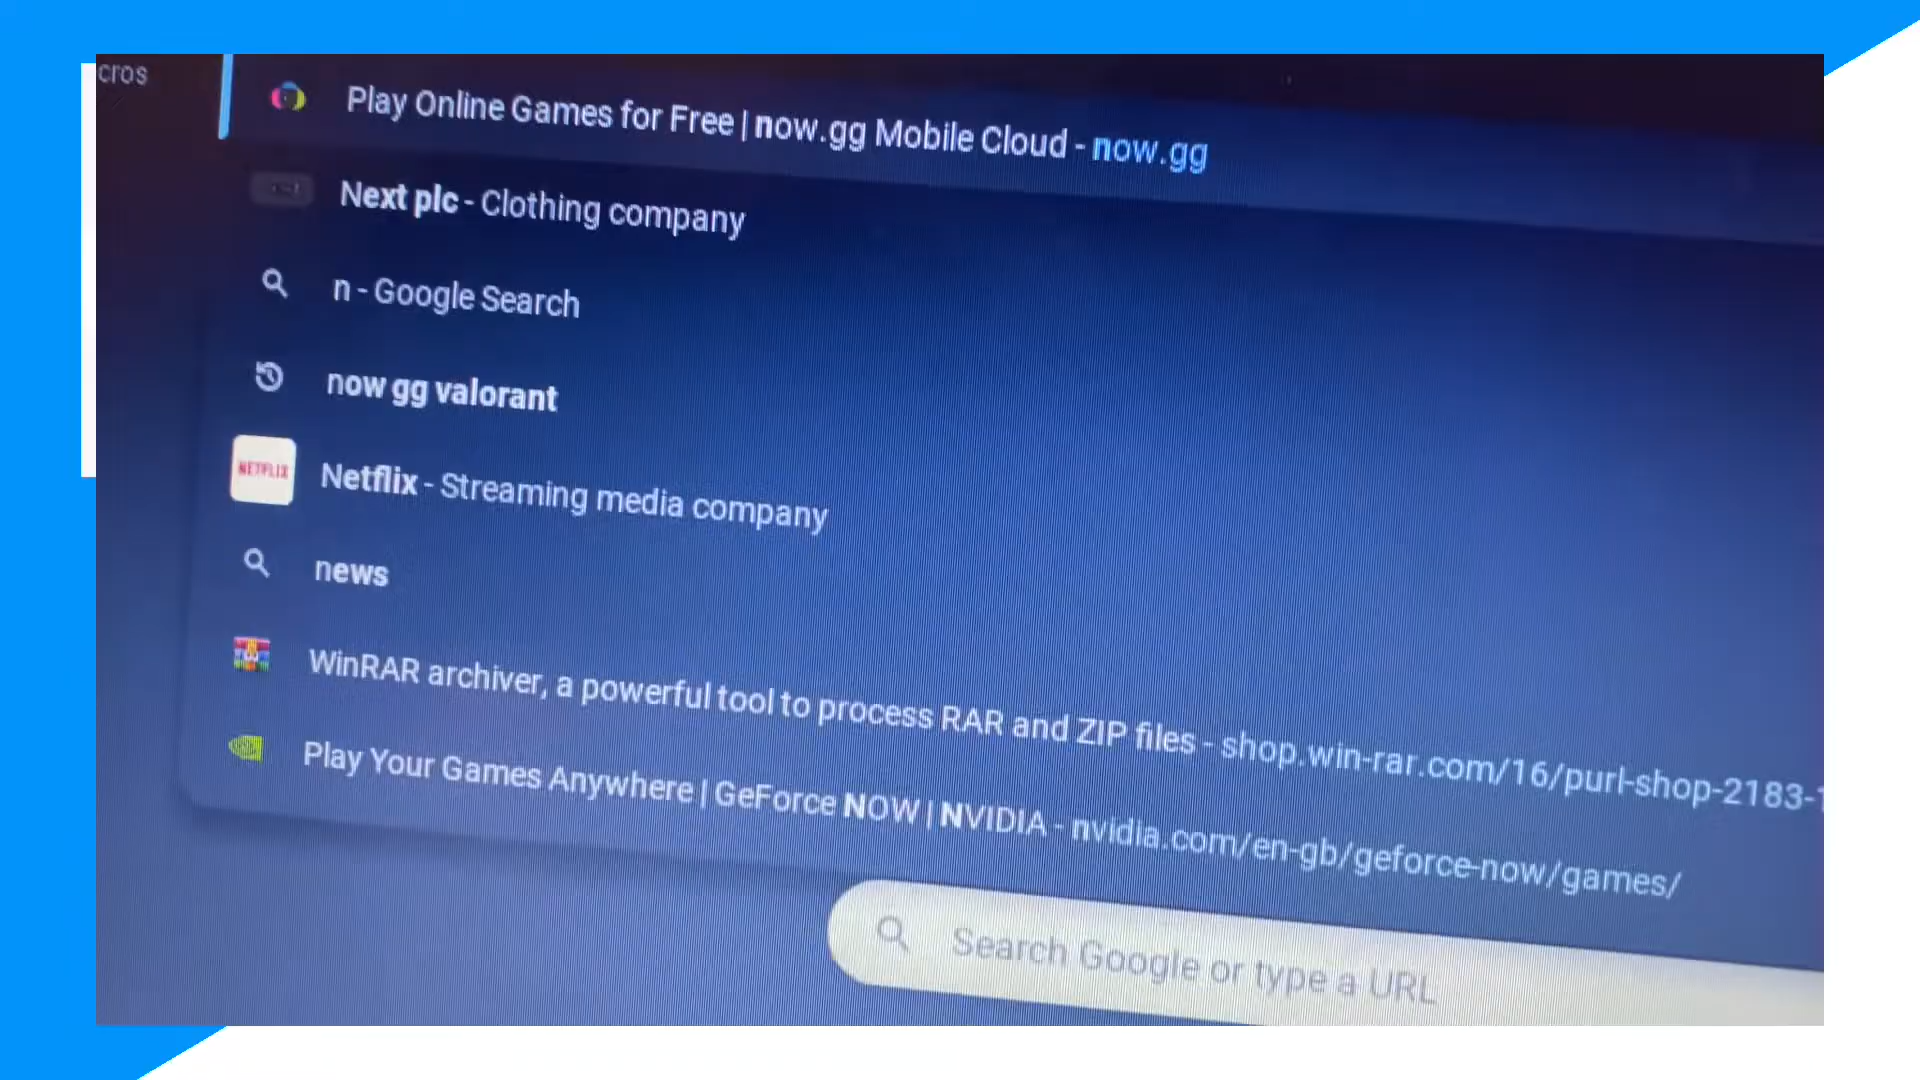 cros
Play Online Games for Free | now.gg Mobile Cloud - now.gg
Next plc - Clothing company
n - Google Search
now gg valorant
NETFLIX
Netflix - Streaming media company
news
WinRAR archiver, a powerful tool to process RAR and ZIP files - shop.win-rar.com/16/purl-shop-2183-1
Play Your Games Anywhere | GeForce NOW | NVIDIA - nvidia.com/en-gb/geforce-now/games/
Search Google or type a URL